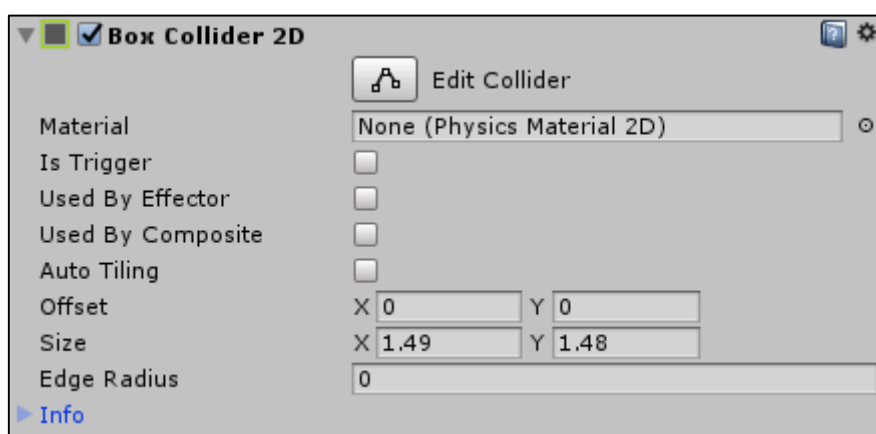 Box Collider 2D
Edit Collider
Material None (Physics Material 2D)
Is Trigger
Used By Effector
Used By Composite
Auto Tiling
Offset X 0 Y 0
Size X 1.49 Y 1.48
Edge Radius 0
Info